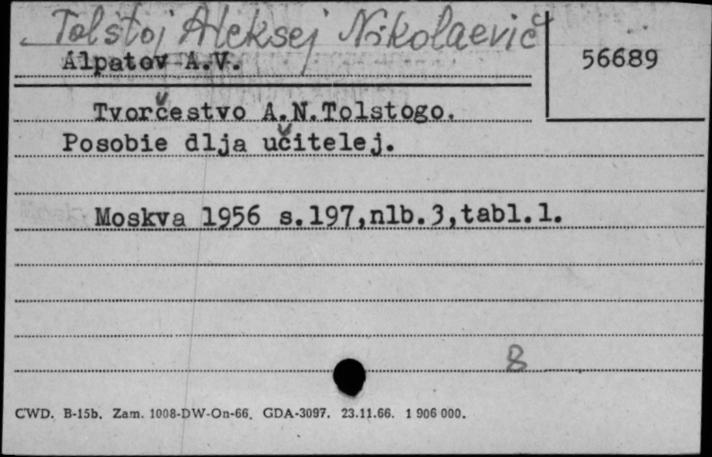 Tolstoj Aleksej Nikolaevič
Alpatov A.V.
56689
Tvorčestvo A.N.Tolstogo.
Posobie dlja učitelej.
Moskva 1956 s.197,nlb.3,tabl.1.
8
CWD. B-15b. Zam. 1008-DW-On-66. GDA-3097. 23.11.66. 1 906 000.